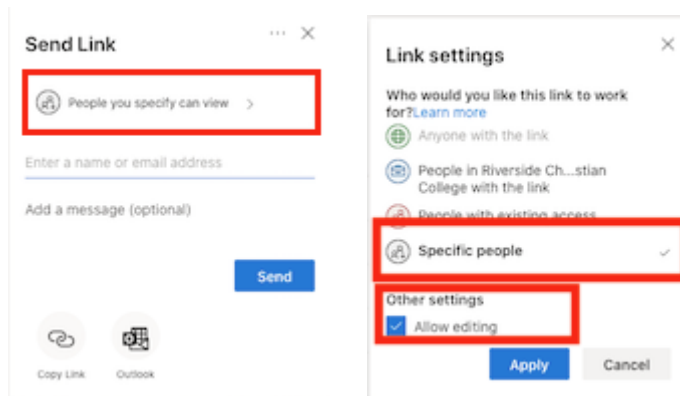 Send Link
People you specify can view
Enter a name or email address
Add a message (optional)
Send
Copy Link
Outlook
Link settings
Who would you like this link to work
for?Learn more
Anyone with the link
People in Riverside Ch...stian
College with the link
People with existing access
Specific people
Other settings
Allow editing
Apply
Cancel